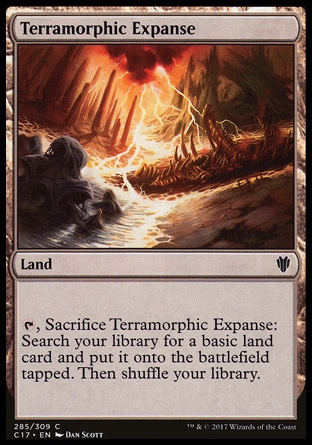 Terramorphic Expanse
Land
, Sacrifice Terramorphic Expanse:
Search your library for a basic land
card and put it onto the battlefield
tapped. Then shuffle your library.
285/309 C
C17 • EN Dan Scott
™ & © 2017 Wizards of the Coast